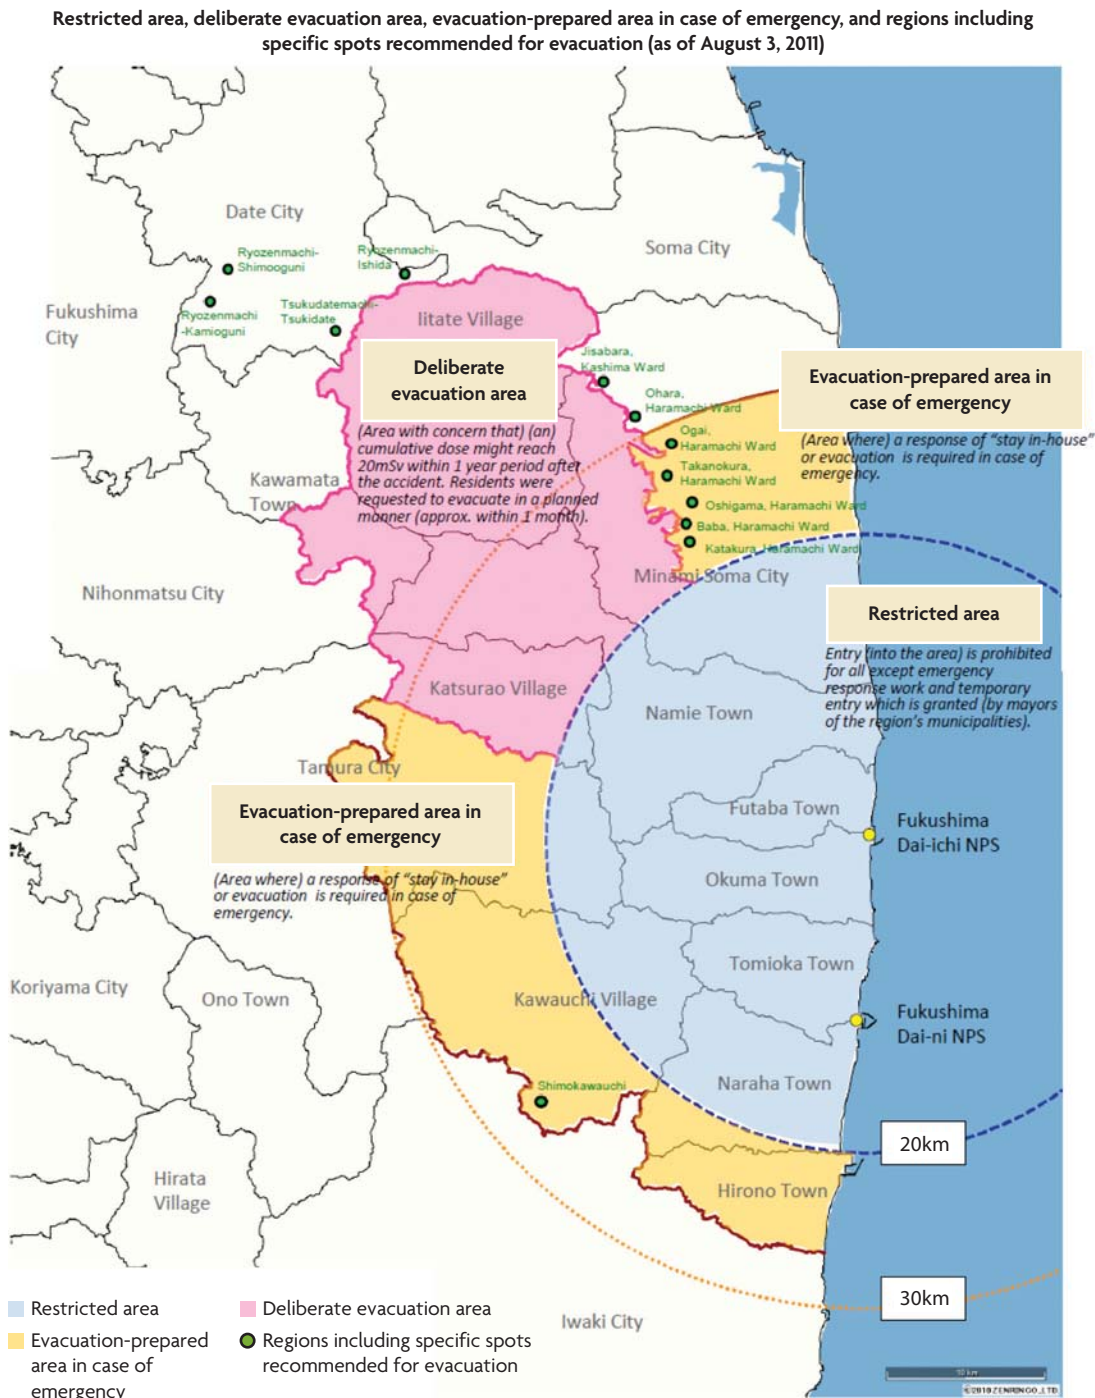 Restricted area, deliberate evacuation area, evacuation-prepared area in case of emergency, and regions including
specific spots recommended for evacuation (as of August 3, 2011)
Date City
Soma City
Ryozenmachi-
Shimooguni
Ryozenmachi-
Ishida
Fukushima
City
Ryozenmachi
-Kamioguni
Tsukudatemachi-
Tsukidate
Iitate Village
Deliberate
evacuation area
(Area with concern that) (an)
cumulative dose might reach
20mSv within 1 year period after
the accident. Residents were
requested to evacuate in a planned
manner (approx. within 1 month).
Jisabara,
Kashima Ward
Ohara,
Haramachi Ward
Ogai,
Haramachi Ward
Takanokura,
Haramachi Ward
Oshigama, Haramachi Ward
Baba, Haramachi Ward
Katakura, Haramachi Ward
Evacuation-prepared area in
case of emergency
(Area where) a response of "stay in-house"
or evacuation is required in case of
emergency.
Kawamata
Town
Minami Soma City
Nihonmatsu City
Restricted area
Entry (into the area) is prohibited
for all except emergency
response work and temporary
entry which is granted (by mayors
of the region's municipalities).
Katsurao Village
Namie Town
Tamura City
Evacuation-prepared area in
case of emergency
(Area where) a response of "stay in-house"
or evacuation is required in case of
emergency.
Futaba Town
Fukushima
Dai-ichi NPS
Okuma Town
Tomioka Town
Koriyama City
Ono Town
Kawauchi Village
Fukushima
Dai-ni NPS
Shimokawauchi
Naraha Town
20km
Hirata
Village
Hirono Town
30km
Iwaki City
Restricted area
Evacuation-prepared
area in case of
emergency
Deliberate evacuation area
Regions including specific spots
recommended for evacuation
10 km
©2010 ZENRIN CO., LTD.